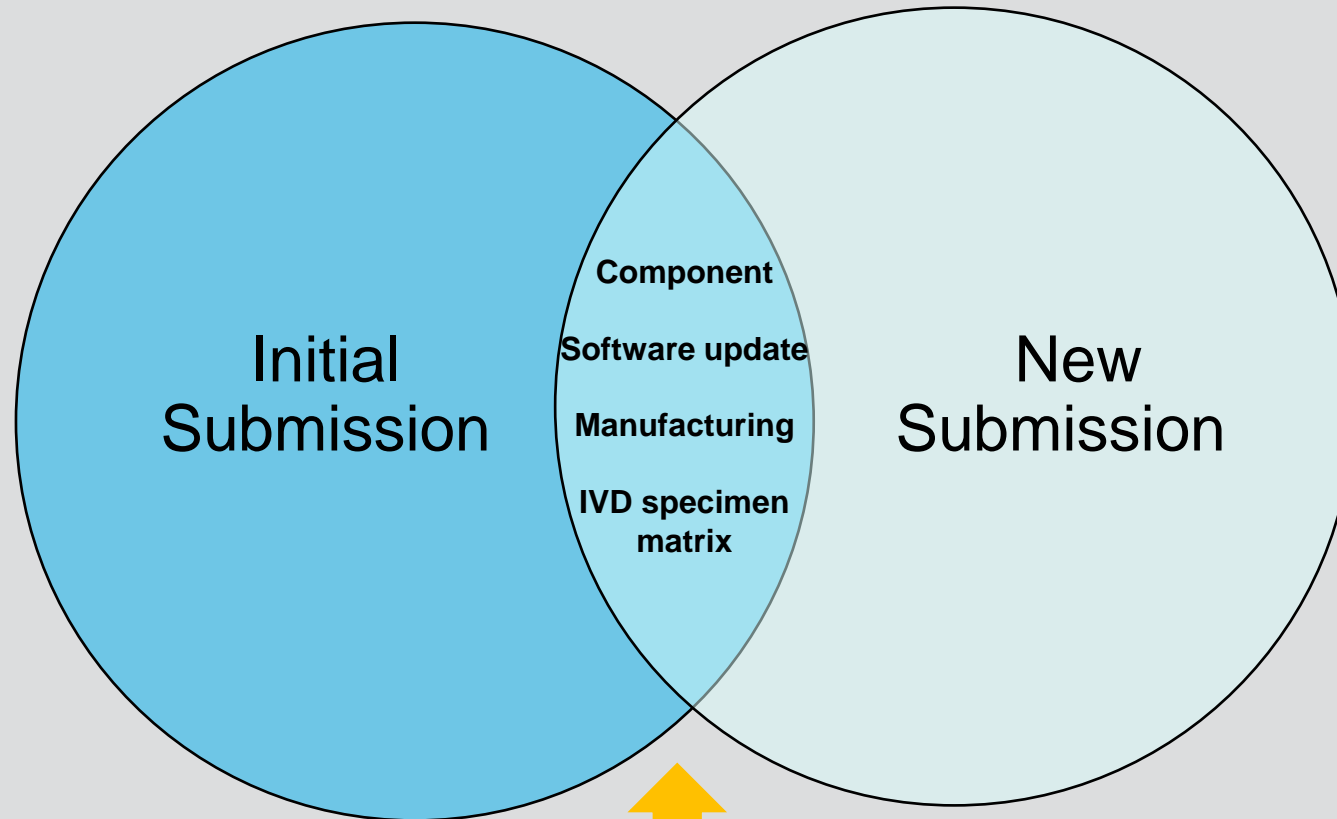 Initial
Submission
Component
Software update
Manufacturing
IVD specimen
matrix
New
Submission